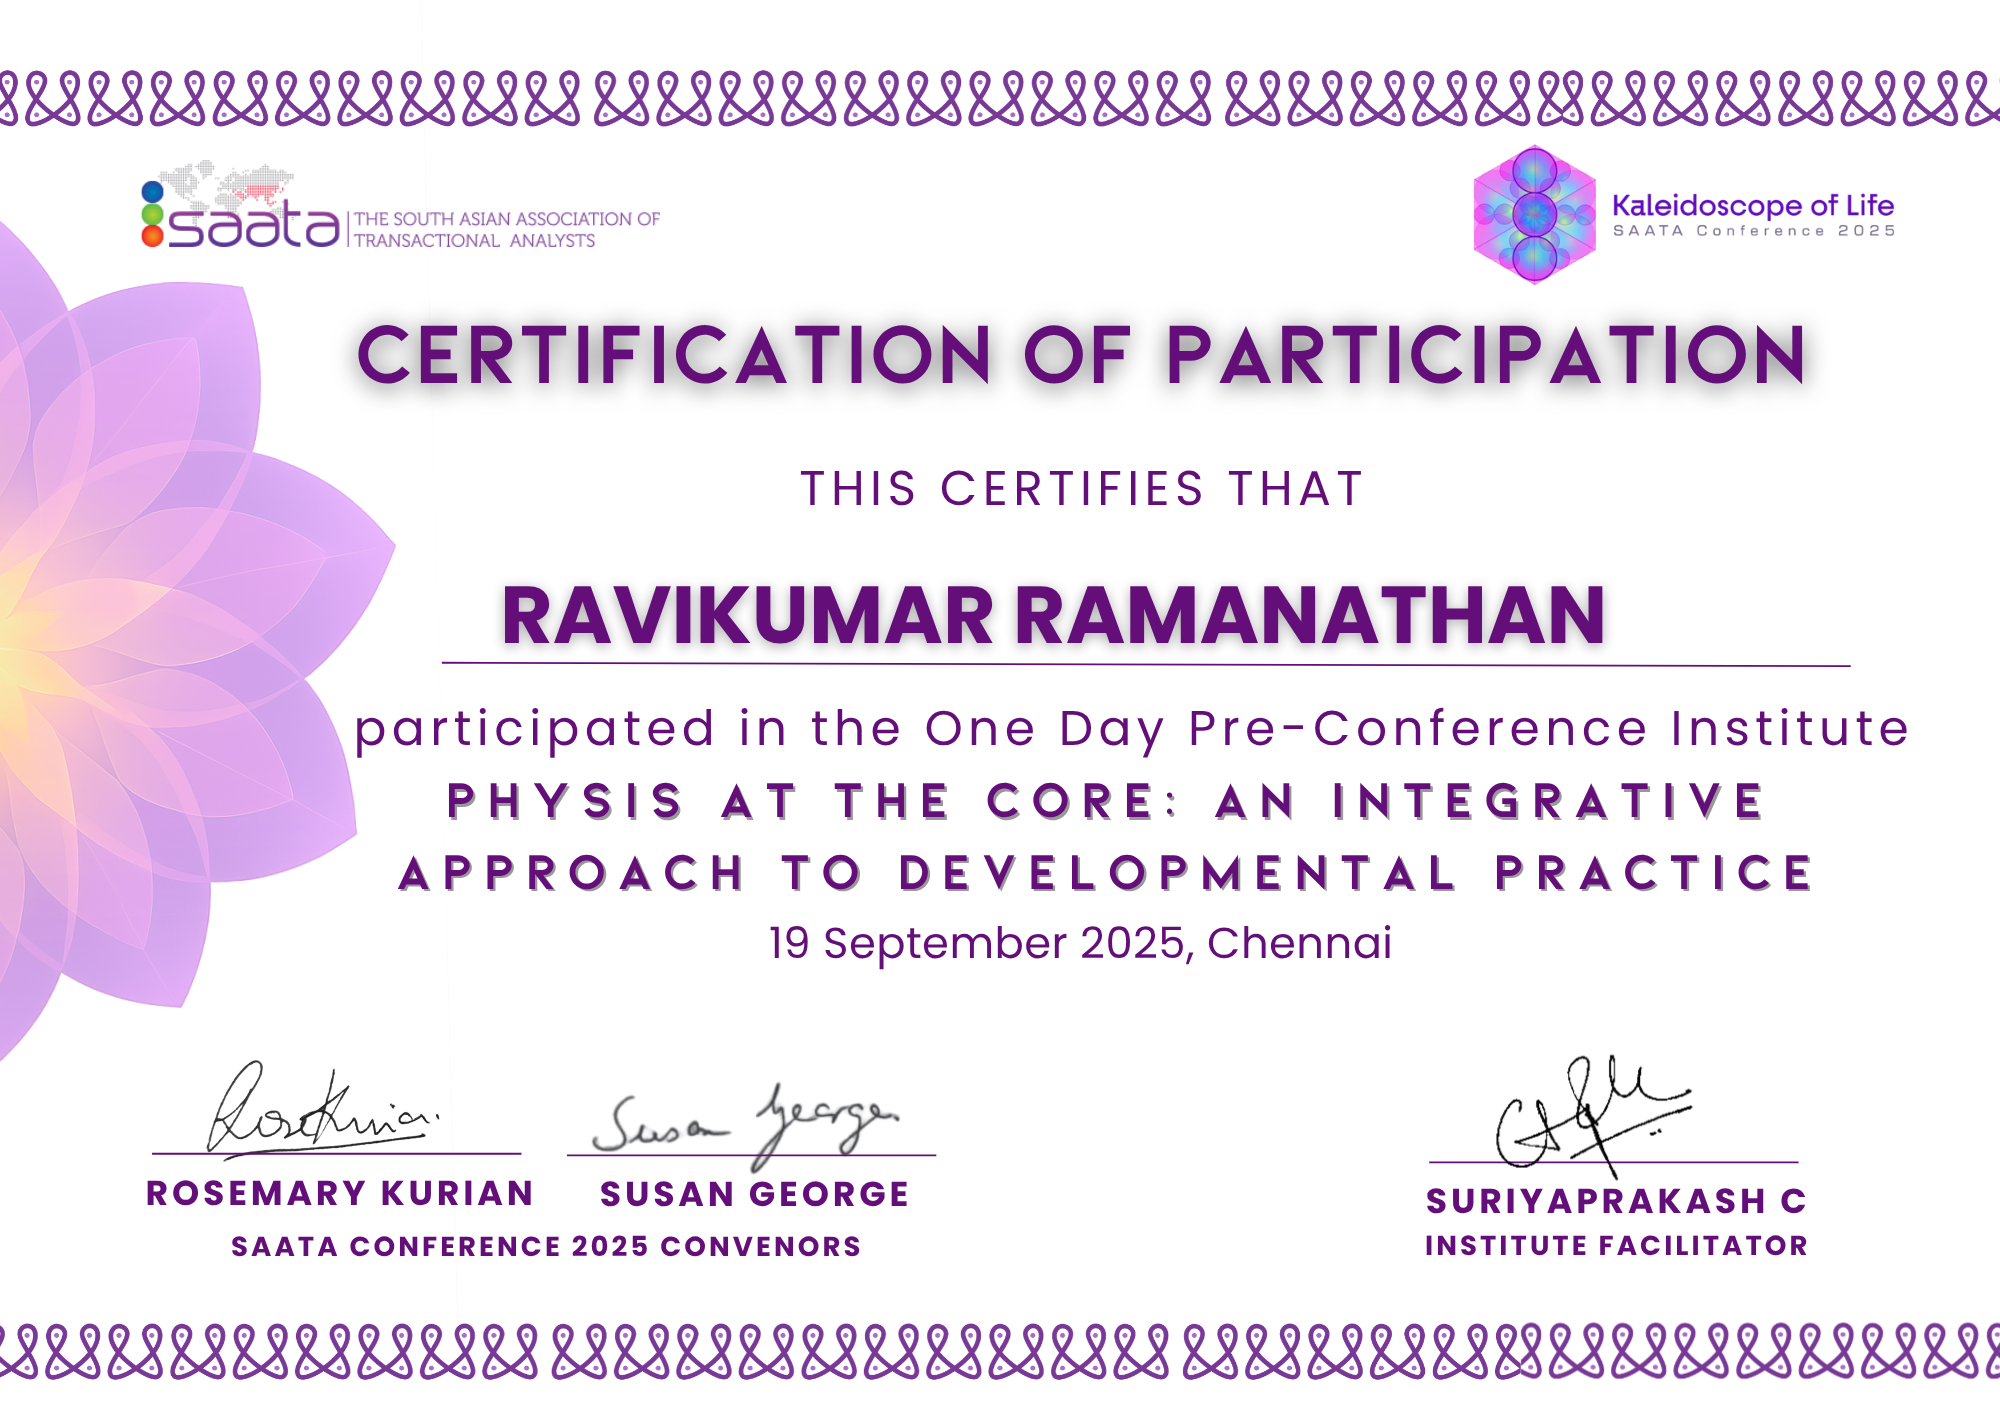 saata
THE SOUTH ASIAN ASSOCIATION OF
TRANSACTIONAL ANALYSTS
Kaleidoscope of Life
SAATA Conference 2025
CERTIFICATION OF PARTICIPATION
THIS CERTIFIES THAT
RAVIKUMAR RAMANATHAN
participated in the One Day Pre-Conference Institute
PHYSIS AT THE CORE: AN INTEGRATIVE
APPROACH TO DEVELOPMENTAL PRACTICE
19 September 2025, Chennai
Susan George
ROSEMARY KURIAN
SUSAN GEORGE
SAATA CONFERENCE 2025 CONVENORS
SURIYAPRAKASH C
INSTITUTE FACILITATOR